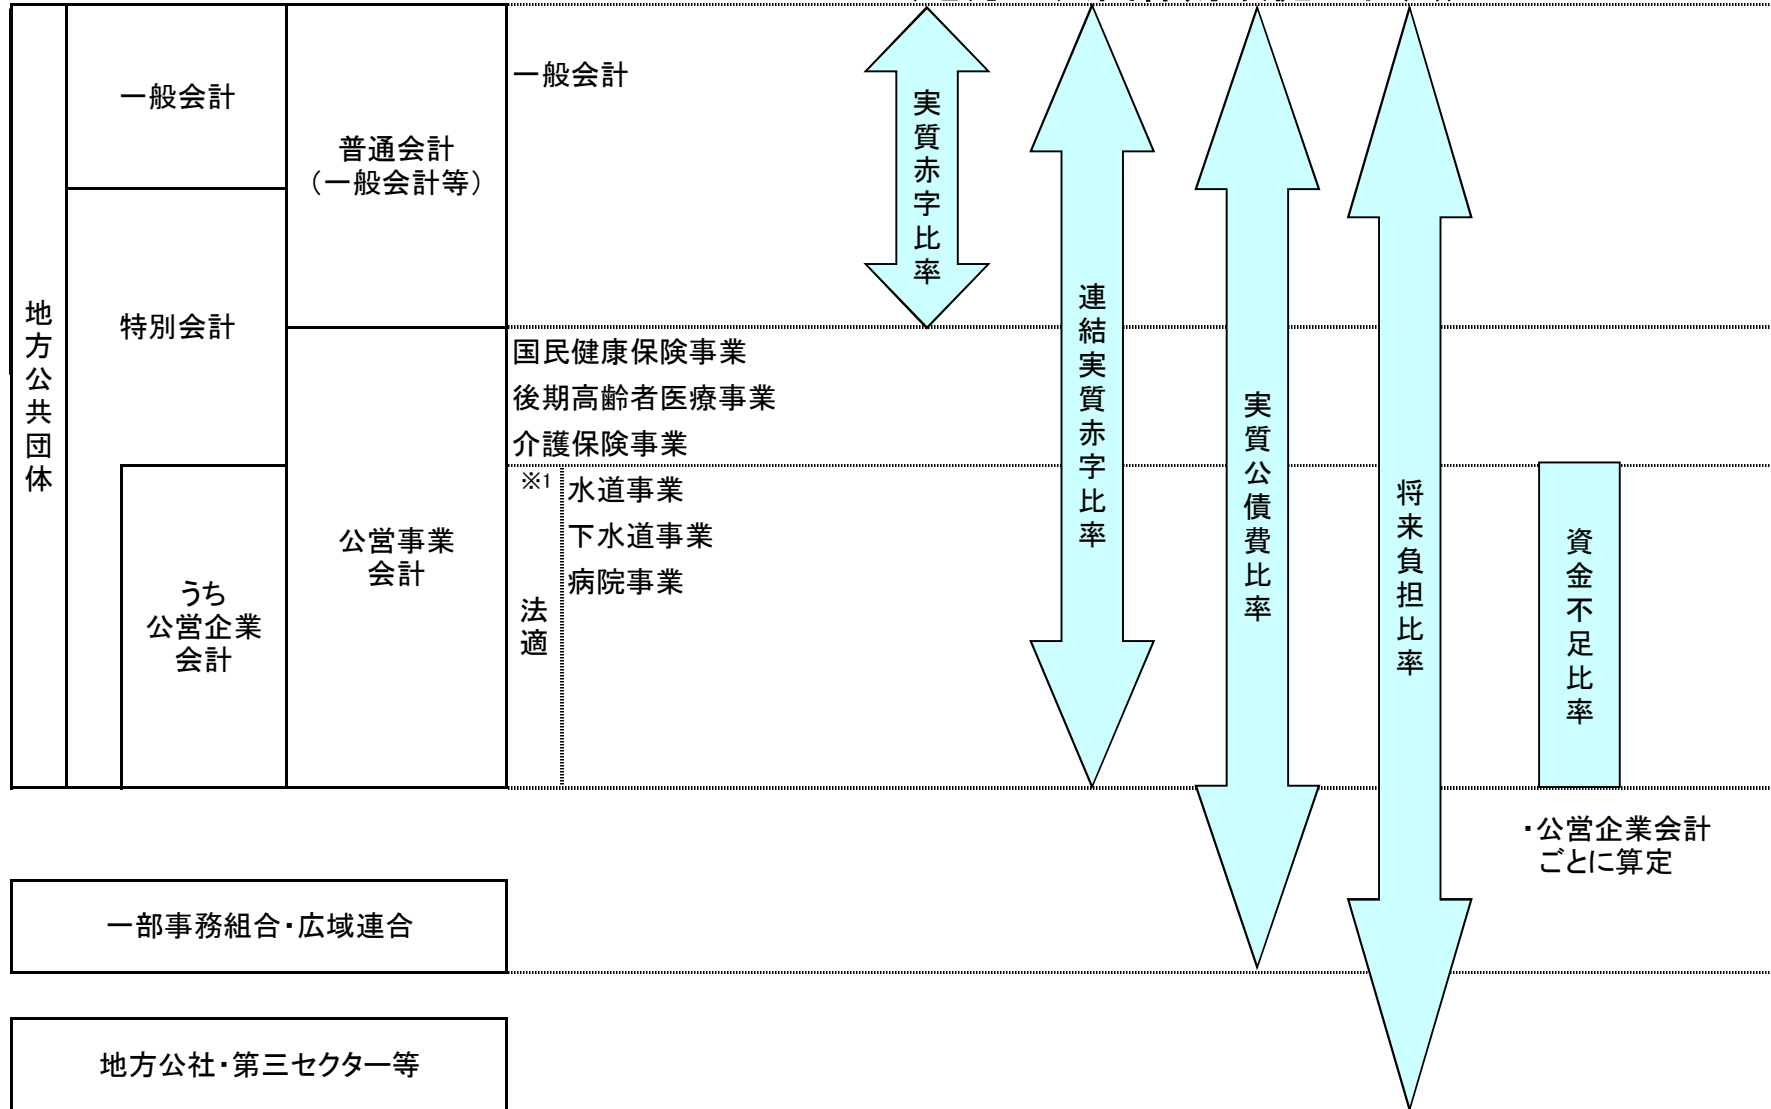 地方公共団体
一般会計
特別会計
うち
公営企業
会計
普通会計
（一般会計等）
公営事業
会計
一般会計
国民健康保険事業
後期高齢者医療事業
介護保険事業
※1
法適
水道事業
下水道事業
病院事業
実質赤字比率
連結実質赤字比率
実質公債費比率
将来負担比率
資金不足比率
・公営企業会計
ごとに算定
一部事務組合・広域連合
地方公社・第三セクター等